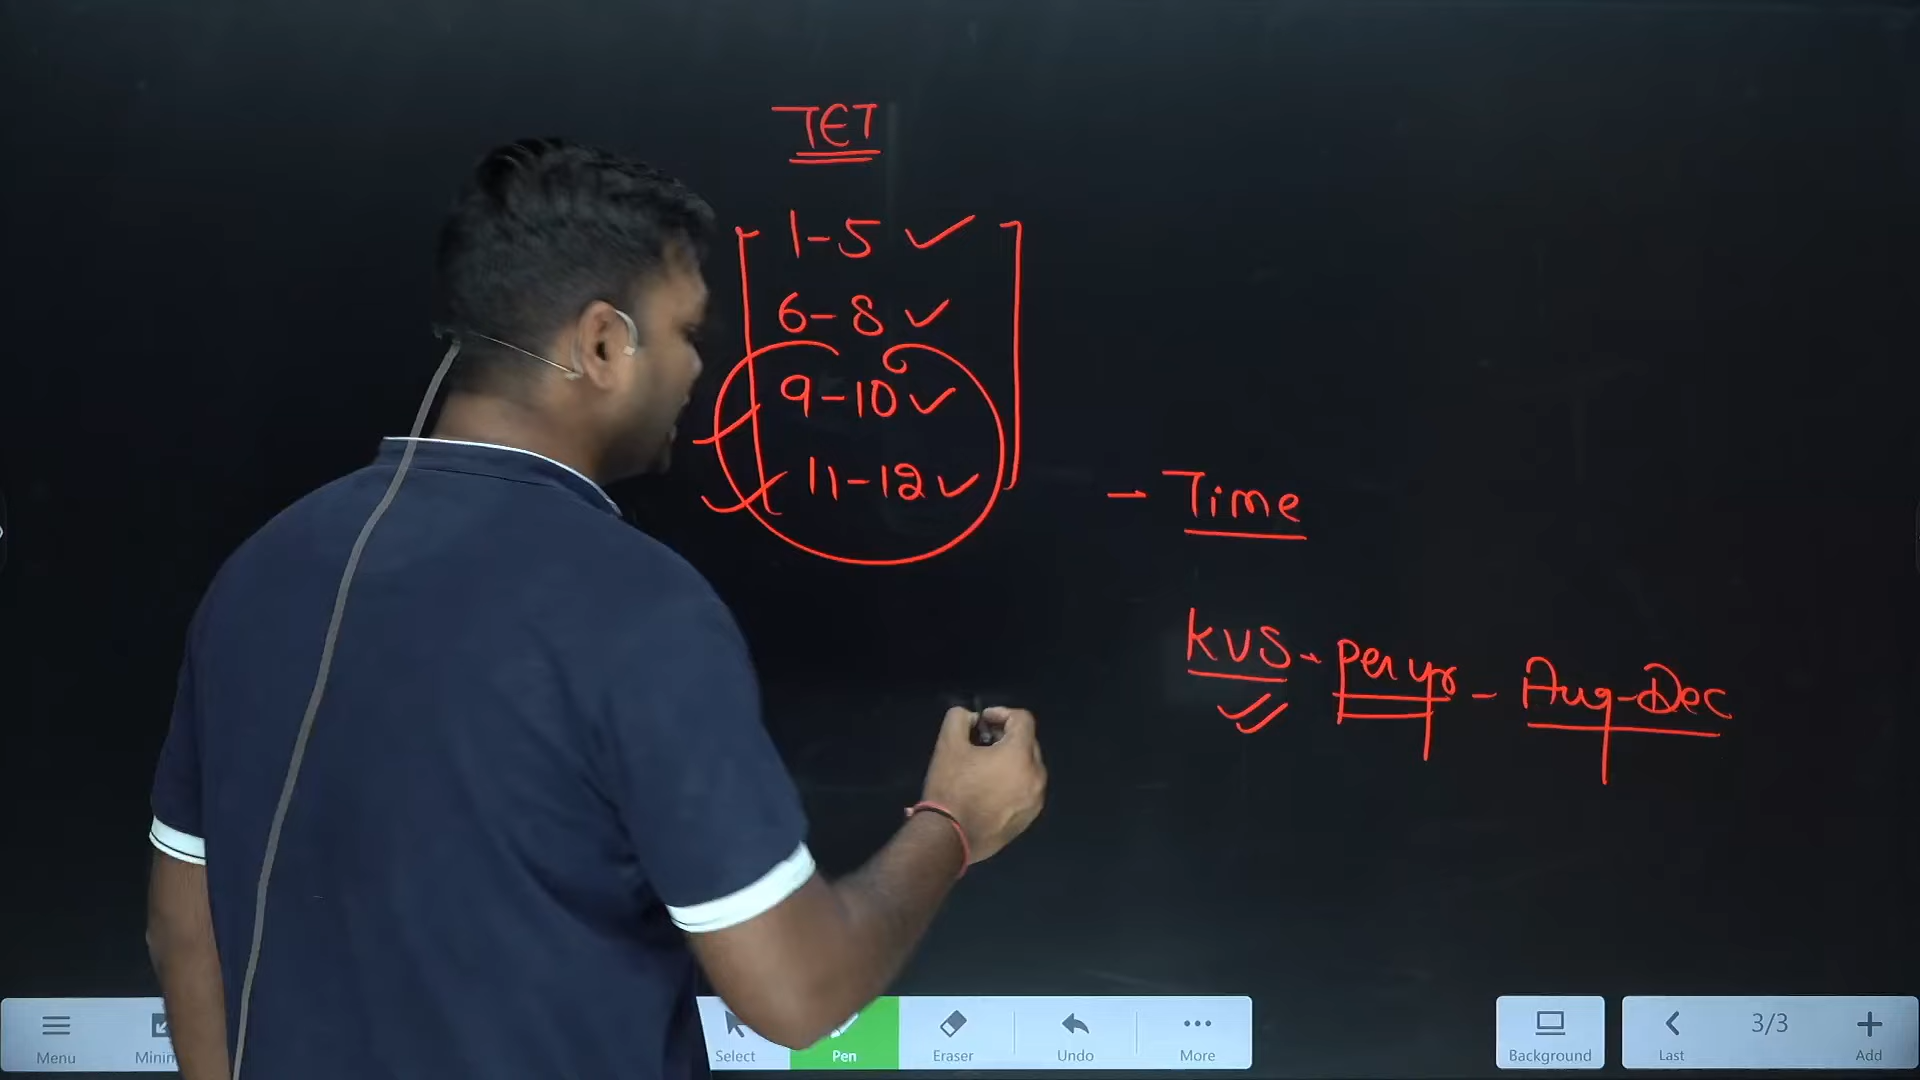 TET
1-5 ✓
6-8 ✓
9-10 ✓
11-12 ✓
- Time
KVS - per yr - Aug-Dec
Menu
Select
Pen
Eraser
Undo
More
Background
Last
3/3
Add